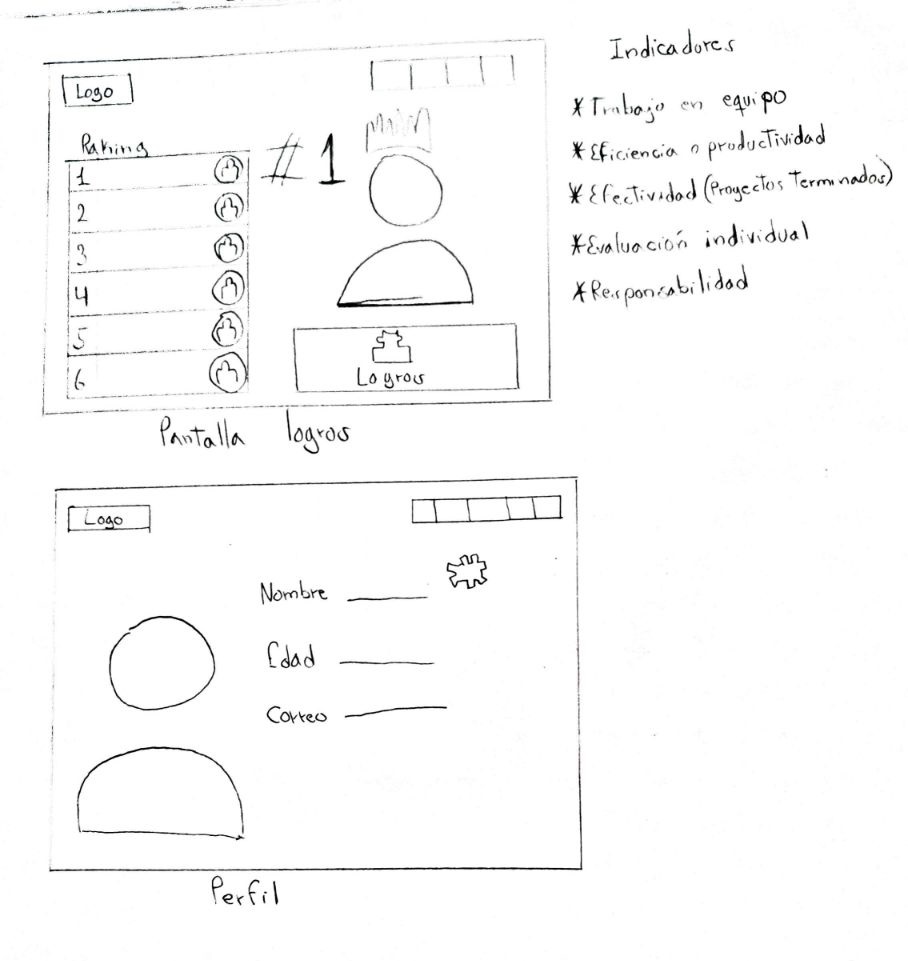 Logo
Raking
1
2
3
4
5
6
#1
Logros
Pantalla logros
Indicadores
* Trabajo en equipo
* Eficiencia o productividad
* Efectividad (Proyectos Terminados)
* Evaluación individual
* Responsabilidad
Logo
Nombre
Edad
Correo
Perfil